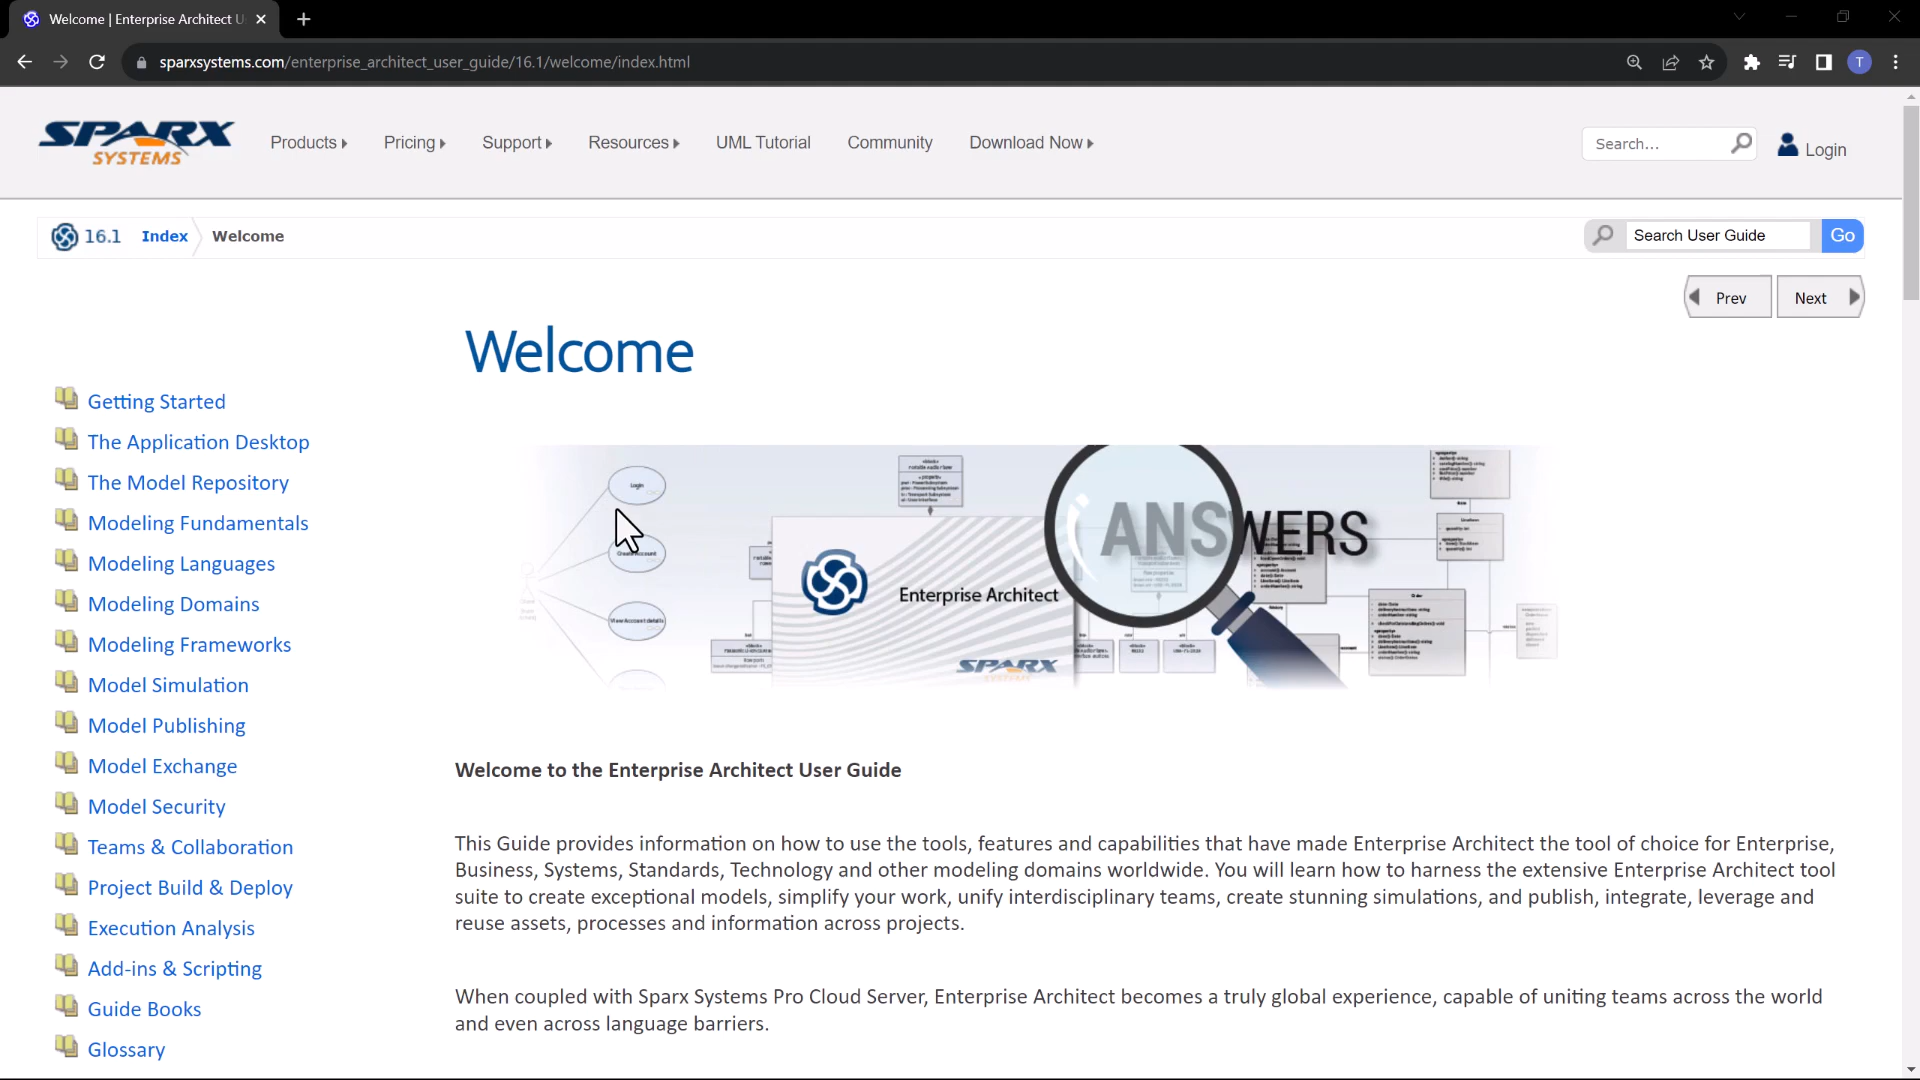 Welcome | Enterprise Architect U
sparxsystems.com/enterprise_architect_user_guide/16.1/welcome/index.html
T
SPARX
SYSTEMS
Products
Pricing
Support
Resources
UML Tutorial
Community
Download Now
Search...
Login
16.1
Index
Welcome
Search User Guide
Go
Prev
Next
Welcome
Getting Started
The Application Desktop
The Model Repository
Modeling Fundamentals
Modeling Languages
Modeling Domains
Modeling Frameworks
Model Simulation
Model Publishing
Model Exchange
Model Security
Teams & Collaboration
Project Build & Deploy
Execution Analysis
Add-ins & Scripting
Guide Books
Glossary
Login
Create Account
View Account details
ANSWERS
Enterprise Architect
SPARX
SYSTEMS
Welcome to the Enterprise Architect User Guide
This Guide provides information on how to use the tools, features and capabilities that have made Enterprise Architect the tool of choice for Enterprise,
Business, Systems, Standards, Technology and other modeling domains worldwide. You will learn how to harness the extensive Enterprise Architect tool
suite to create exceptional models, simplify your work, unify interdisciplinary teams, create stunning simulations, and publish, integrate, leverage and
reuse assets, processes and information across projects.
When coupled with Sparx Systems Pro Cloud Server, Enterprise Architect becomes a truly global experience, capable of uniting teams across the world
and even across language barriers.